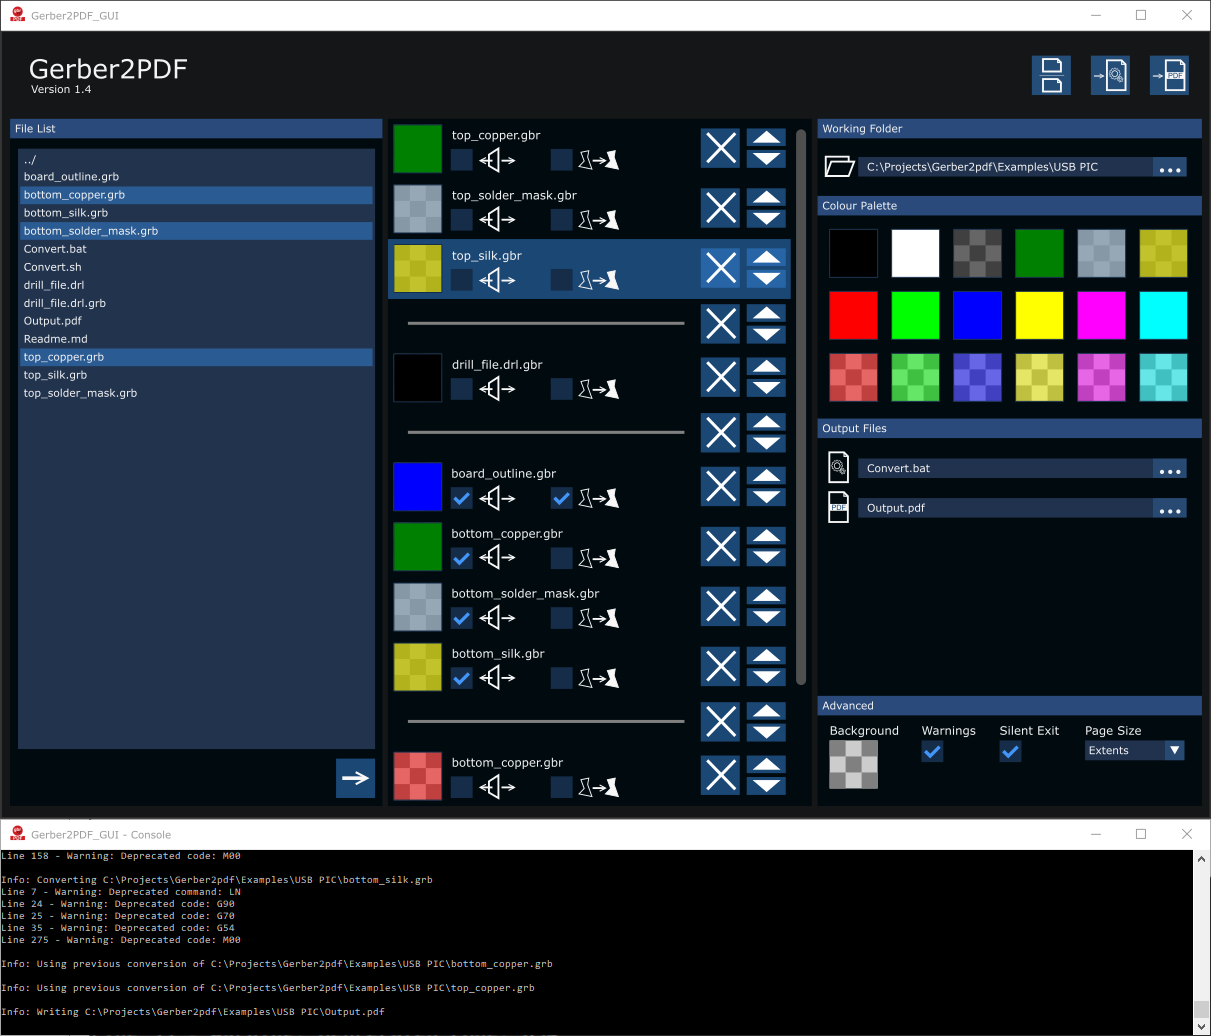 Gerber2PDF_GUI
Gerber2PDF
Version 1.4
PDF
File List
../
board_outline.grb
bottom_copper.grb
bottom_silk.grb
bottom_solder_mask.grb
Convert.bat
Convert.sh
drill_file.drl
drill_file.drl.grb
Output.pdf
Readme.md
top_copper.grb
top_silk.grb
top_solder_mask.grb
top_copper.gbr
top_solder_mask.gbr
top_silk.gbr
drill_file.drl.gbr
board_outline.gbr
bottom_copper.gbr
bottom_solder_mask.gbr
bottom_silk.gbr
bottom_copper.gbr
Working Folder
C:\Projects\Gerber2pdf\Examples\USB PIC
...
Colour Palette
Output Files
Convert.bat
...
PDF
Output.pdf
...
Advanced
Background
Warnings
Silent Exit
Page Size
Extents
Gerber2PDF_GUI - Console
Line 158 - Warning: Deprecated code: M00
Info: Converting C:\Projects\Gerber2pdf\Examples\USB PIC\bottom_silk.grb
Line 7 - Warning: Deprecated command: LN
Line 24 - Warning: Deprecated code: G90
Line 25 - Warning: Deprecated code: G70
Line 35 - Warning: Deprecated code: G54
Line 275 - Warning: Deprecated code: M00
Info: Using previous conversion of C:\Projects\Gerber2pdf\Examples\USB PIC\bottom_copper.grb
Info: Using previous conversion of C:\Projects\Gerber2pdf\Examples\USB PIC\top_copper.grb
Info: Writing C:\Projects\Gerber2pdf\Examples\USB PIC\Output.pdf